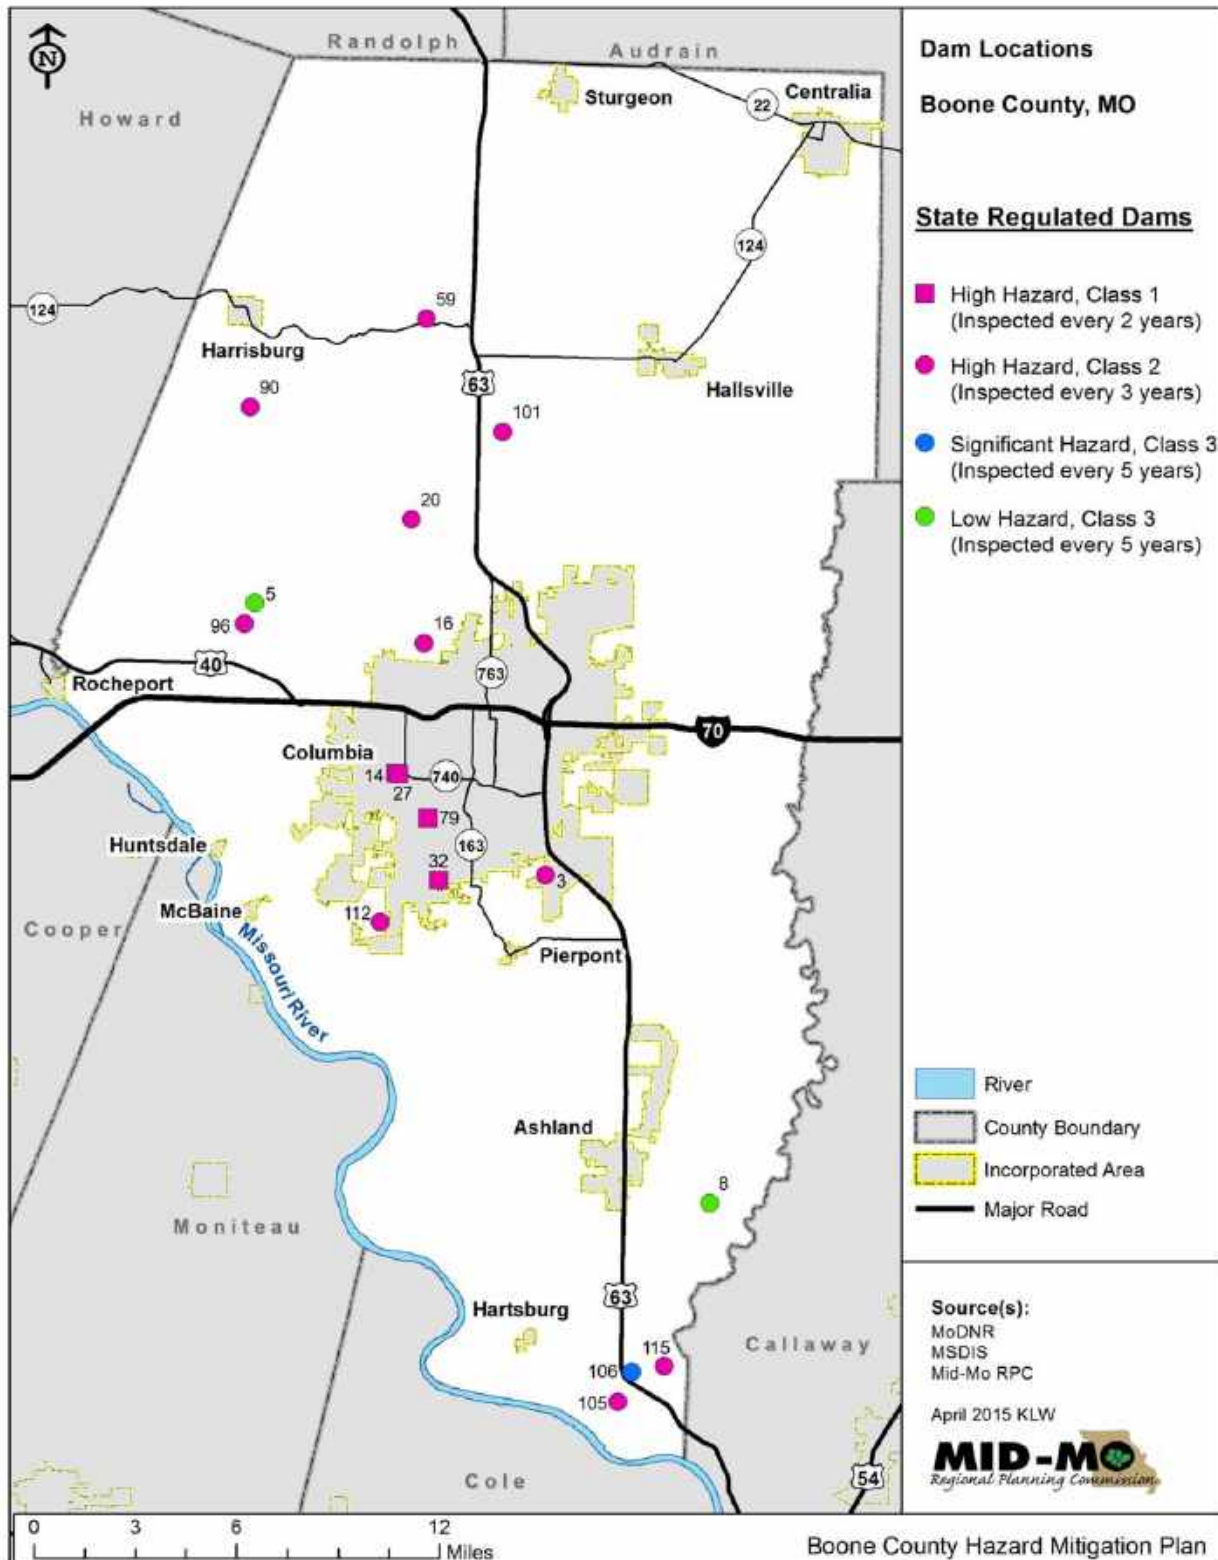 N
Randolph
Audrain
Howard
Sturgeon
Centralia
22
124
124
59
Harrisburg
63
Hallsville
90
101
20
5
96
16
40
763
Rocheport
70
Columbia
14
27
740
79
Huntsdale
163
32
3
McBaine
112
Cooper
Pierpont
Missouri River
Ashland
8
Moniteau
63
Hartsburg
115
106
105
Callaway
54
Cole
0 3 6 12
Miles
Dam Locations
Boone County, MO
State Regulated Dams
High Hazard, Class 1
(Inspected every 2 years)
High Hazard, Class 2
(Inspected every 3 years)
Significant Hazard, Class 3
(Inspected every 5 years)
Low Hazard, Class 3
(Inspected every 5 years)
River
County Boundary
Incorporated Area
Major Road
Source(s):
MoDNR
MSDIS
Mid-Mo RPC
April 2015 KLW
MID-MO
Regional Planning Commission
Boone County Hazard Mitigation Plan